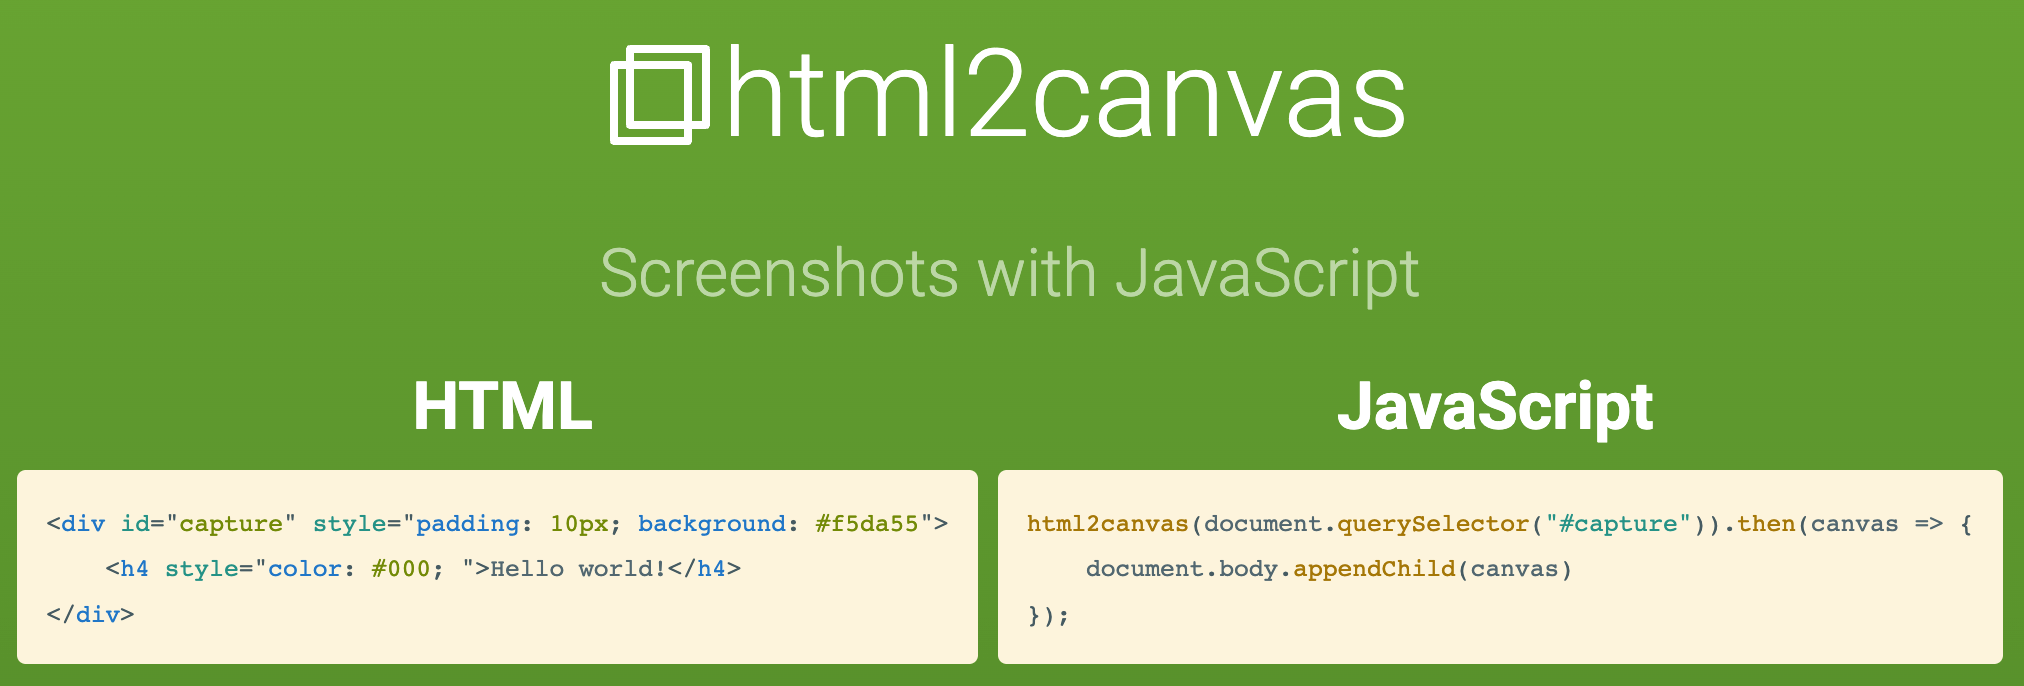 html2canvas
Screenshots with JavaScript
HTML
<div id="capture" style="padding: 10px; background: #f5da55">
    <h4 style="color: #000; ">Hello world!</h4>
</div>
JavaScript
html2canvas(document.querySelector("#capture")).then(canvas => {
    document.body.appendChild(canvas)
});